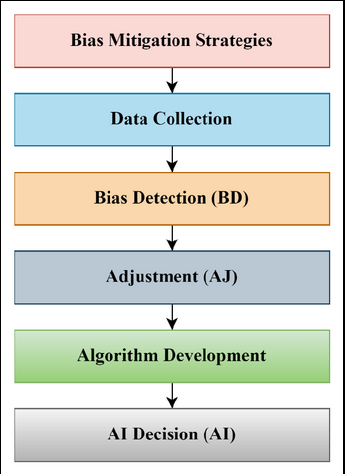 Bias Mitigation Strategies
Data Collection
Bias Detection (BD)
Adjustment (AJ)
Algorithm Development
AI Decision (AI)